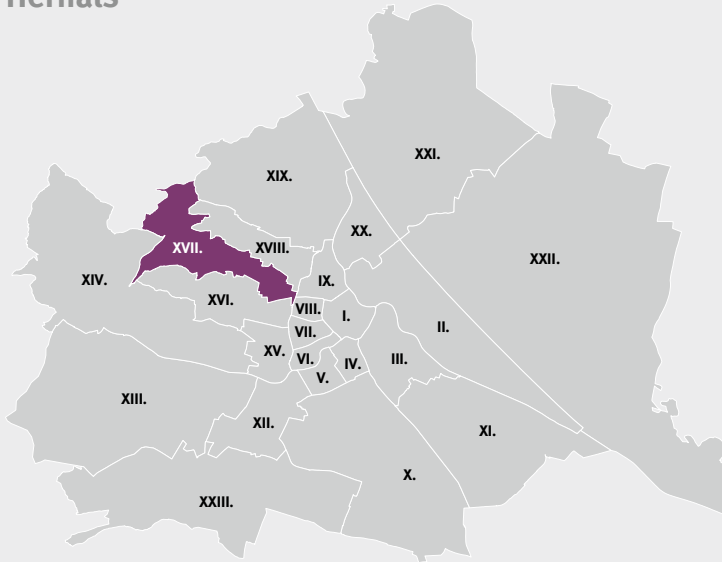 Hernals
XXI.
XIX.
XX.
XVII.
XVIII.
XXII.
IX.
XIV.
XVI.
VIII.
I.
II.
VII.
XV.
VI.
IV.
III.
V.
XIII.
XII.
XI.
X.
XXIII.